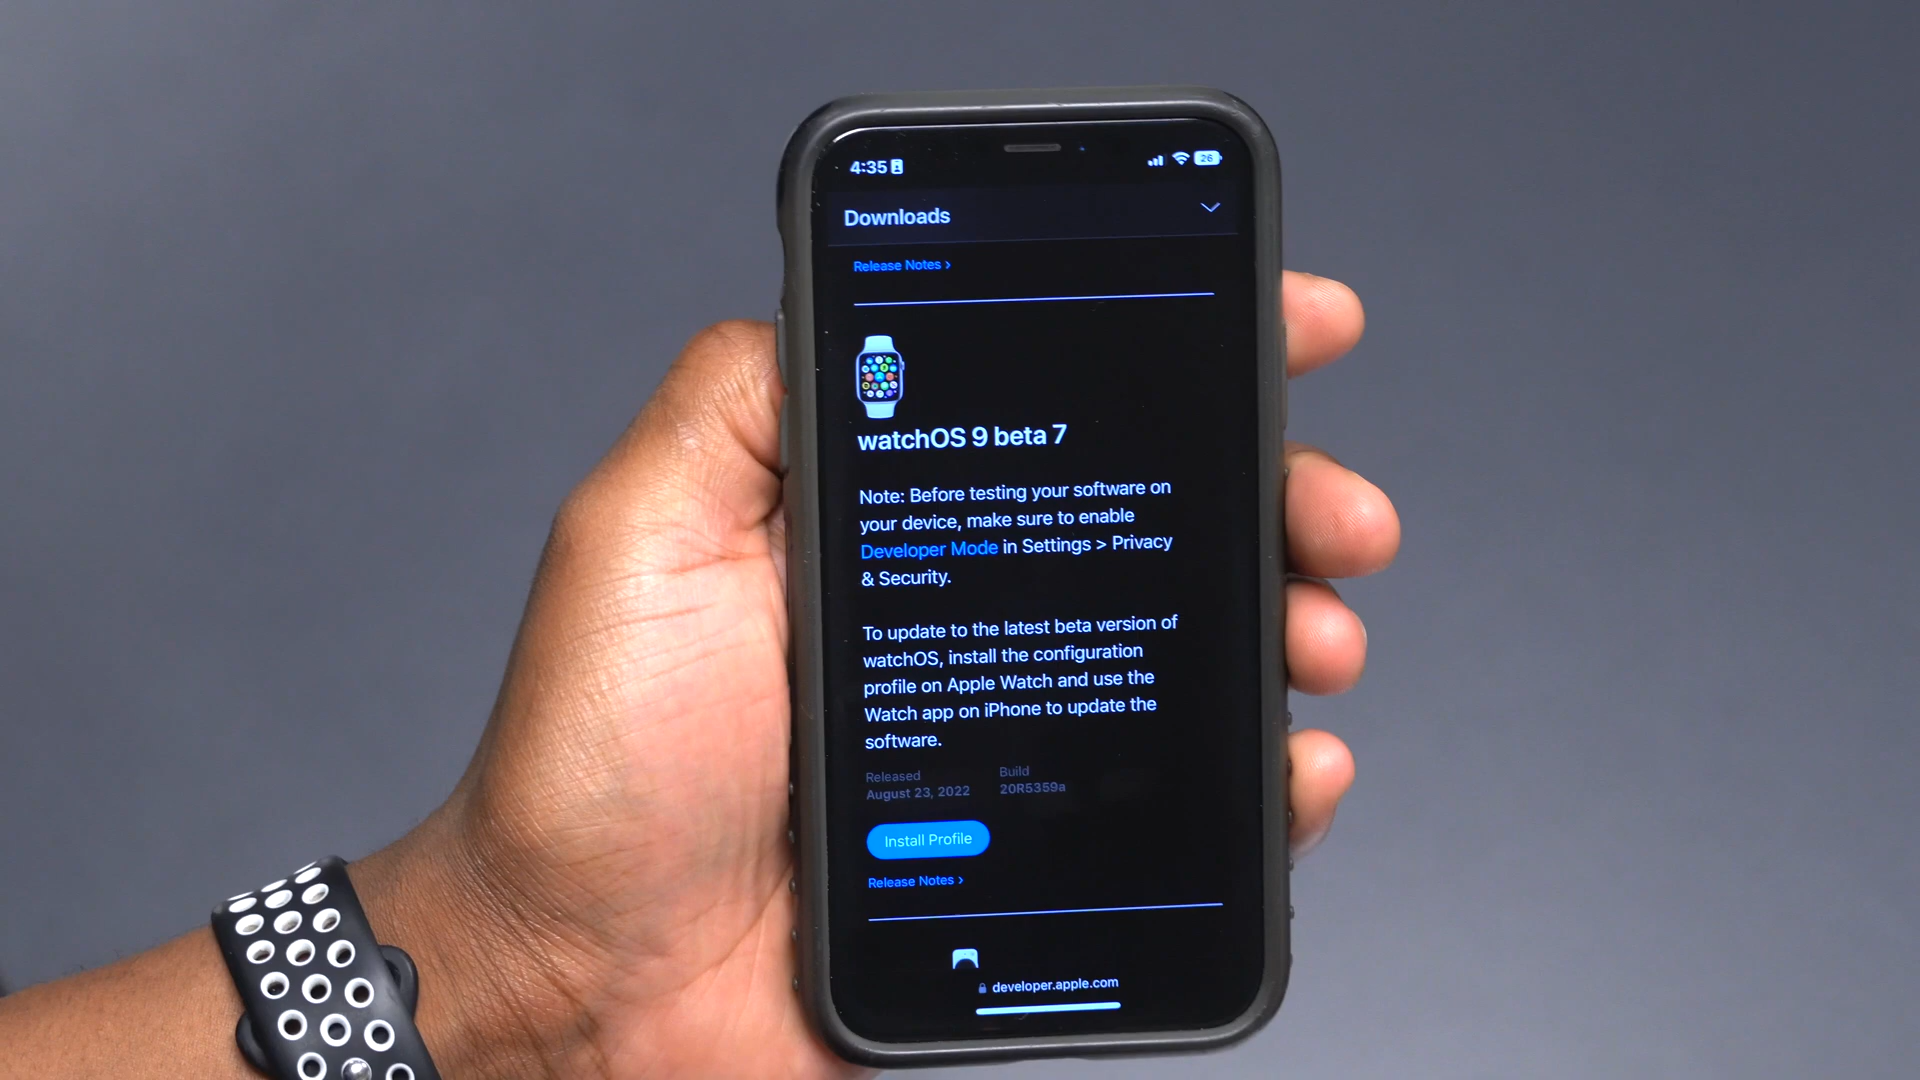 4:35
26
Downloads
Release Notes >
watchOS 9 beta 7
Note: Before testing your software on
your device, make sure to enable
Developer Mode in Settings > Privacy
& Security.
To update to the latest beta version of
watchOS, install the configuration
profile on Apple Watch and use the
Watch app on iPhone to update the
software.
Released Build
August 23, 2022 20R5359a
Install Profile
Release Notes >
developer.apple.com